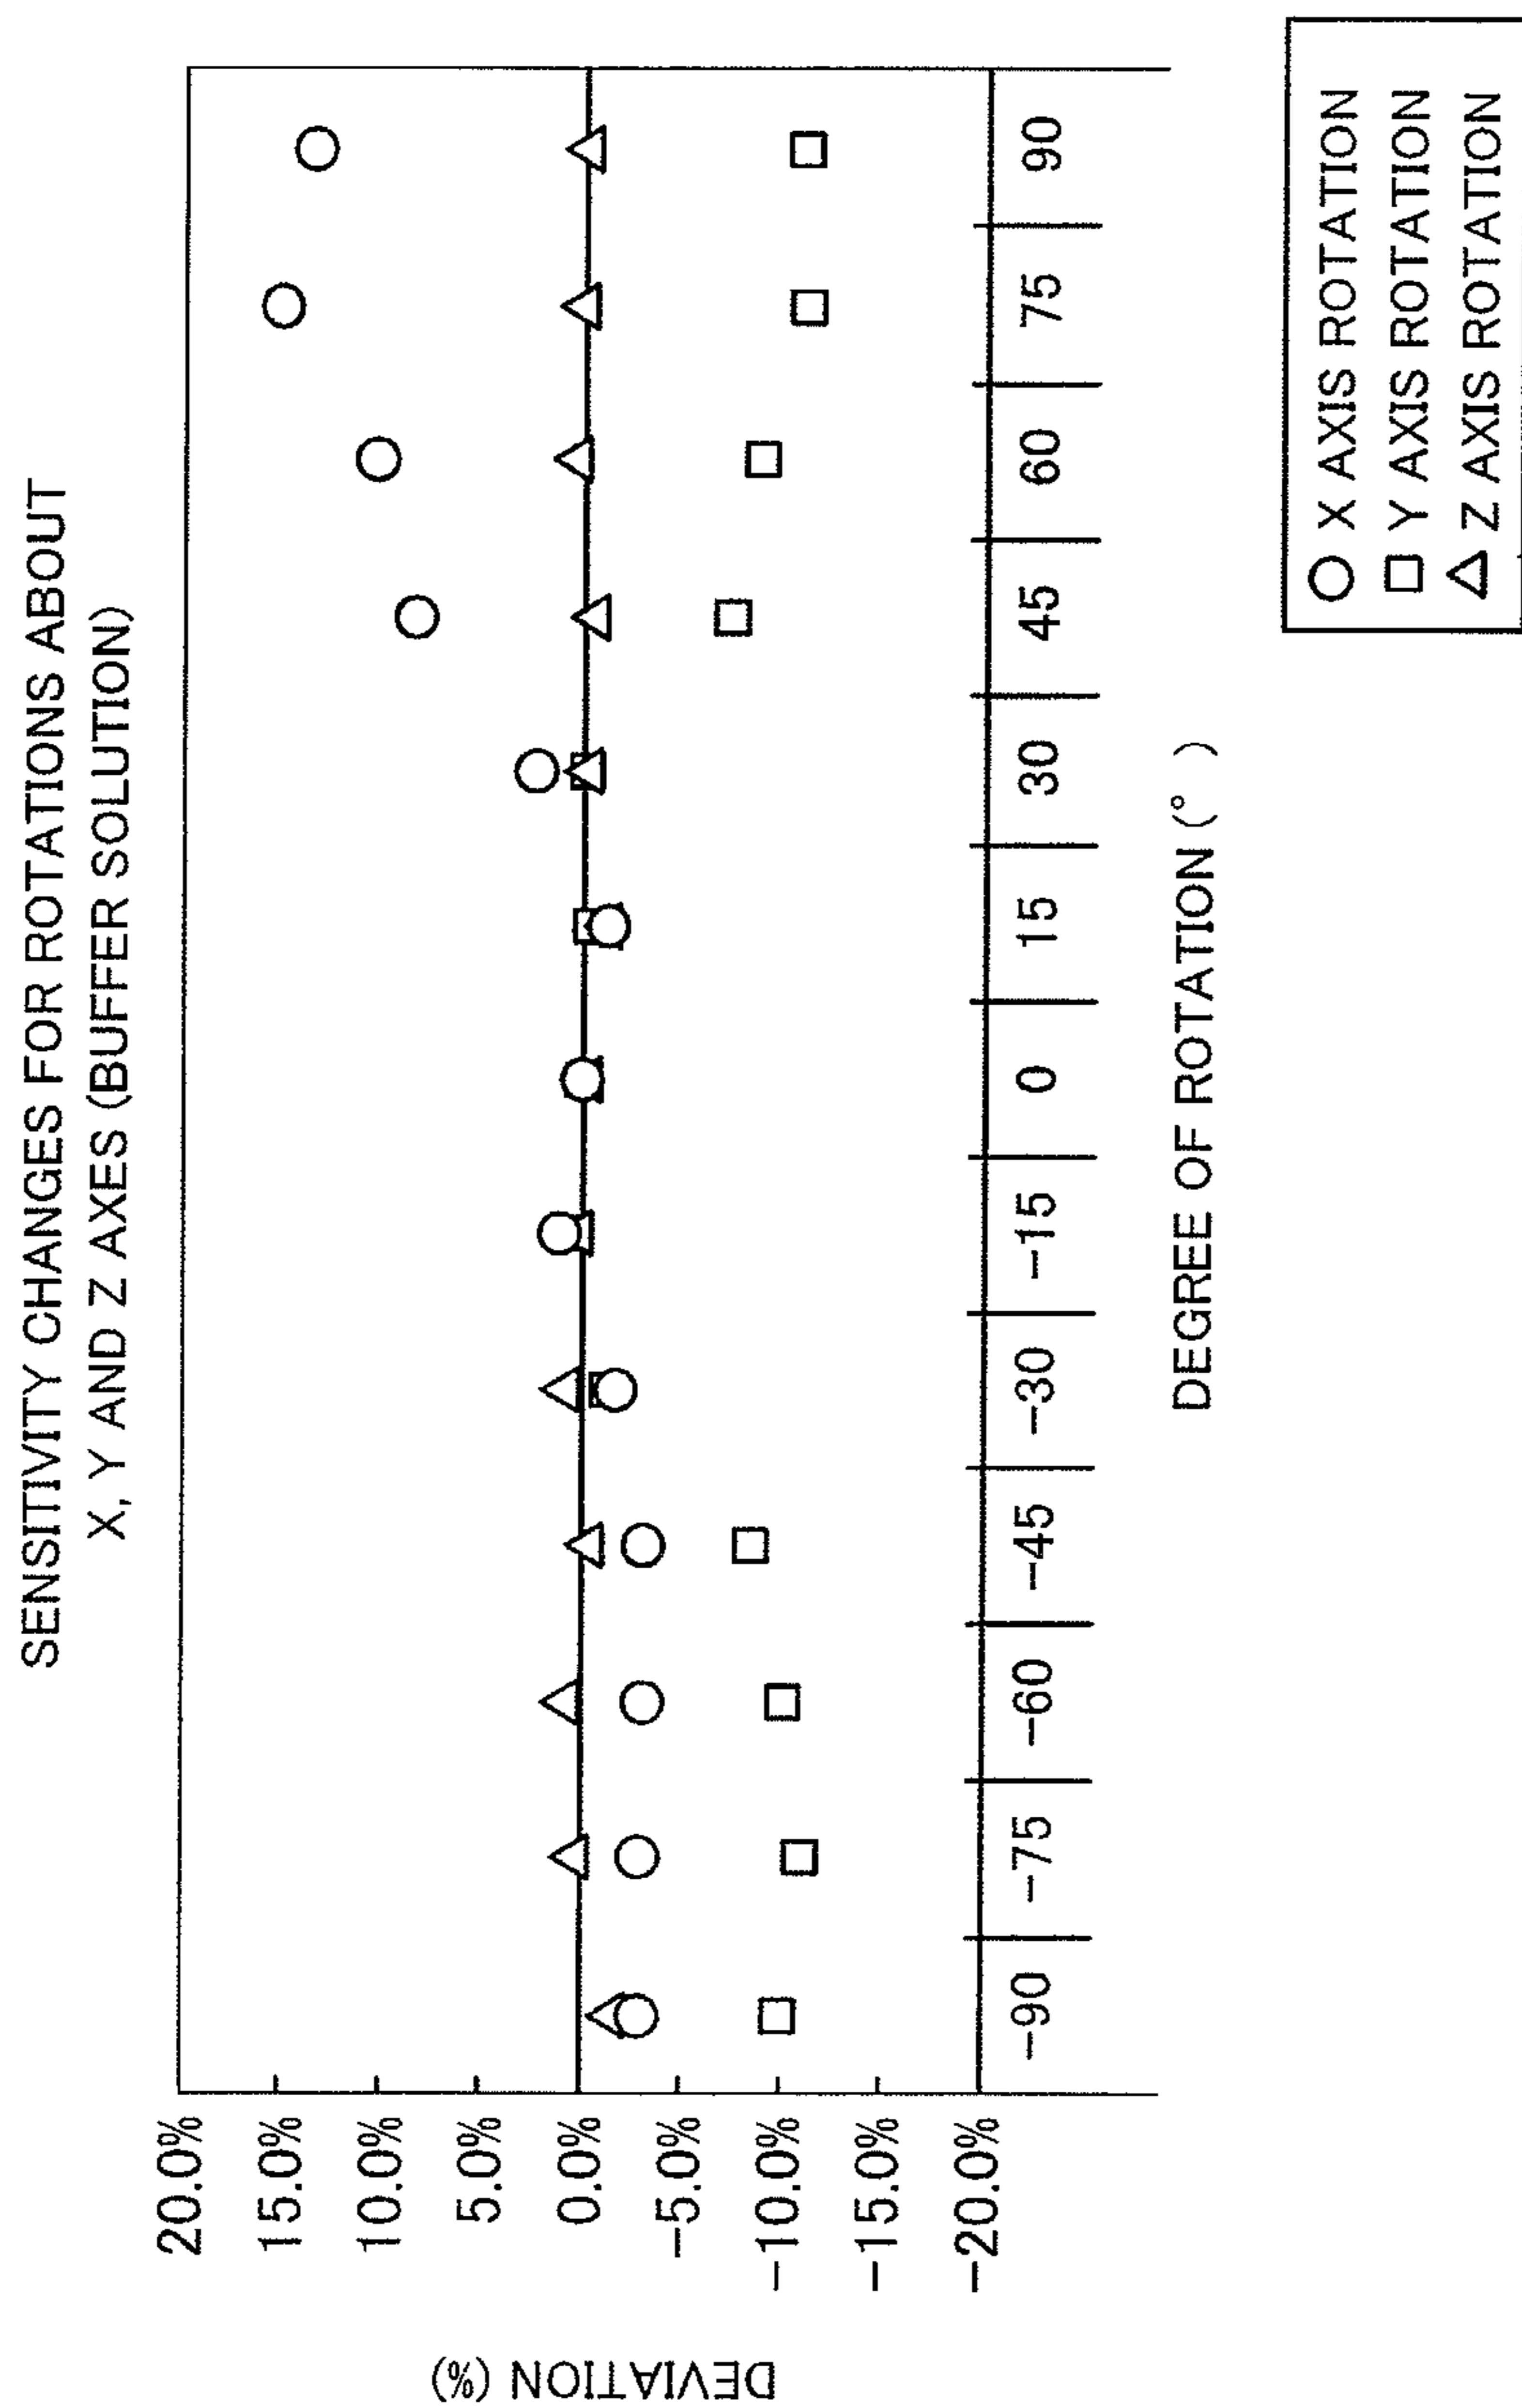 SENSITIVITY CHANGES FOR ROTATIONS ABOUT
X, Y AND Z AXES (BUFFER SOLUTION)
DEVIATION (%)
20.0%
15.0%
10.0%
5.0%
0.0%
−5.0%
−10.0%
−15.0%
−20.0%
−90 −75 −60 −45 −30 −15 0 15 30 45 60 75 90
DEGREE OF ROTATION (° )
X AXIS ROTATION
Y AXIS ROTATION
Z AXIS ROTATION